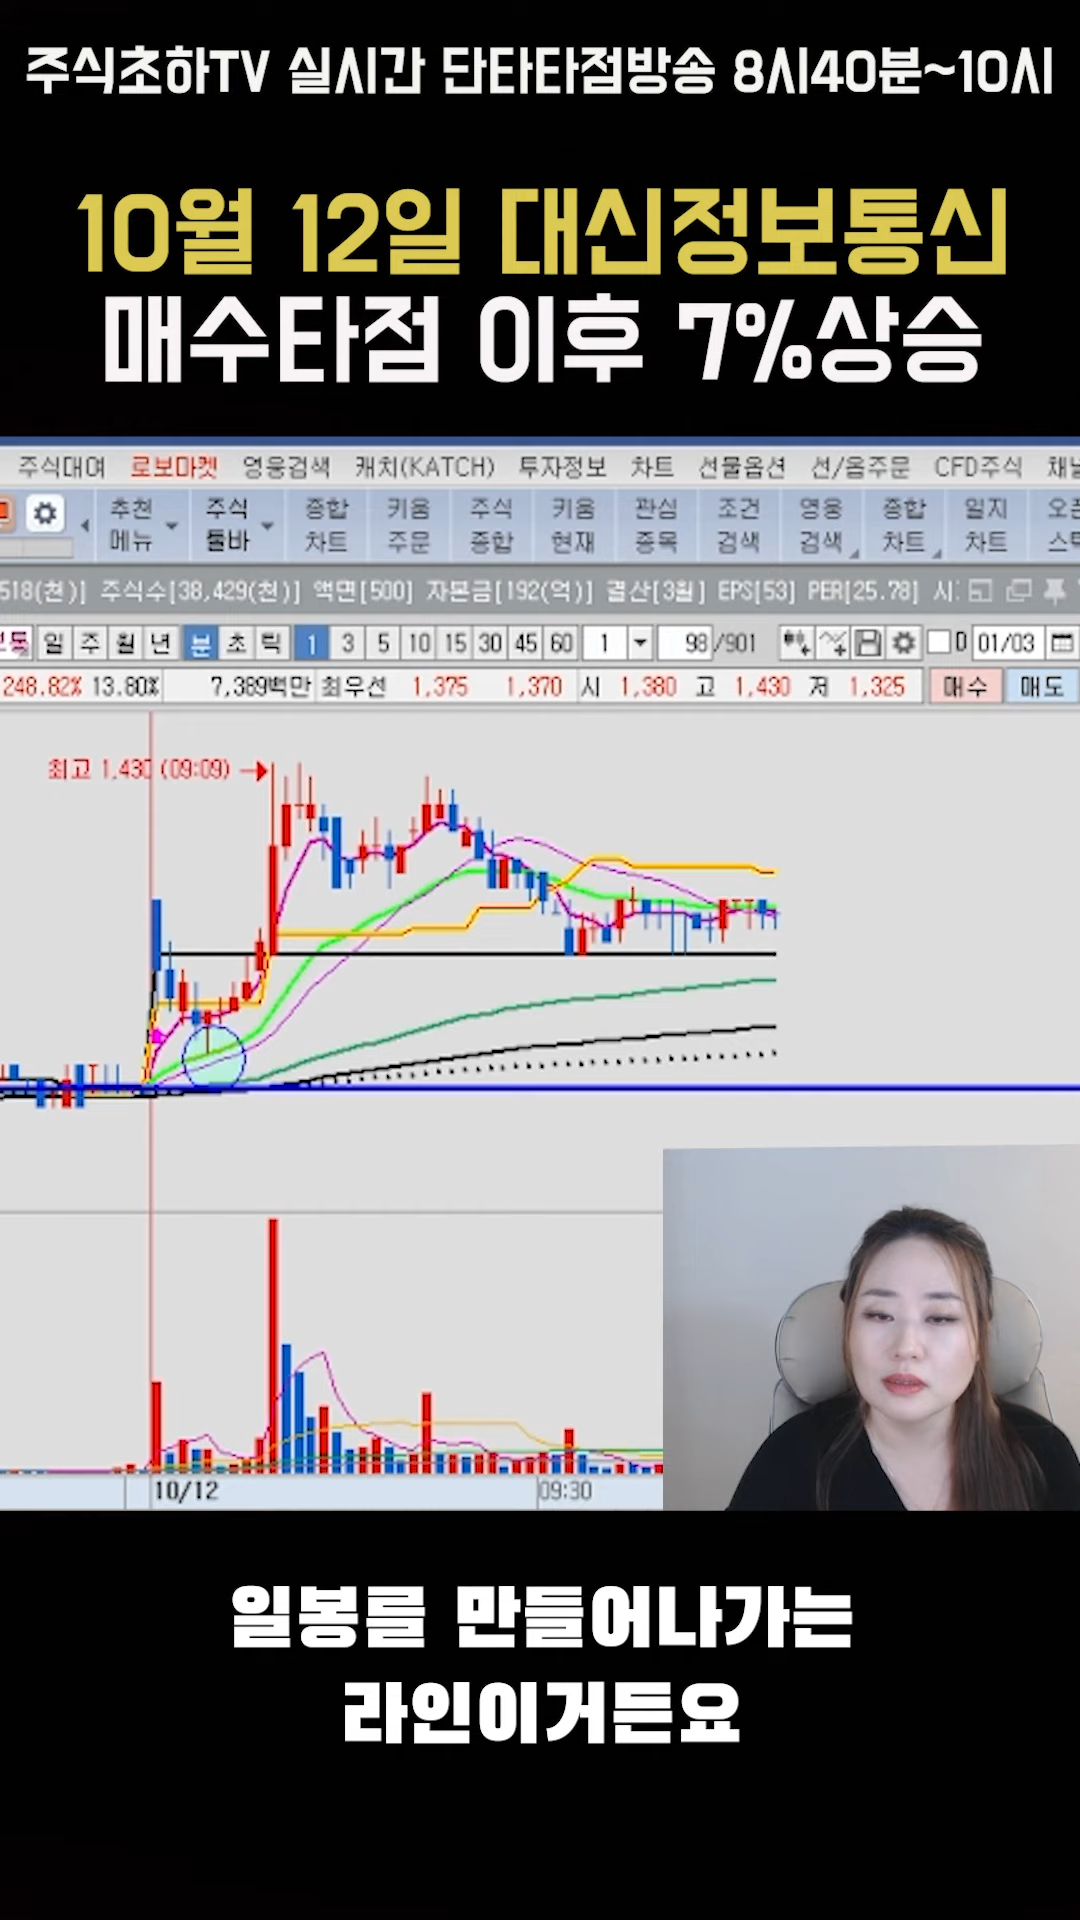 주식초하TV 실시간 단타타점방송 8시40분~10시
10월 12일 대신정보통신
매수타점 이후 7%상승
주식대여 로보마켓 영웅검색 캐치(KATCH) 투자정보 차트 선물옵션 선/옵주문 CFD주식 채널
추천 주식 종합 키움 주식 키움 관심 조건 영웅 종합 일지
메뉴 툴바 차트 주문 종합 현재 종목 검색 검색 차트 차트
518(천)] 주식수[38,429(천)] 액면[500] 자본금[192(억)] 결산[3월] EPS[53] PER[25.78]
일 주 월 년 분 초 틱 1 3 5 10 15 30 45 60 1 98/901 D 01/03
248.82% 13.80% 7,389백만 최우선 1,375 1,370 시 1,380 고 1,430 저 1,325 매수 매도
최고 1,430 (09:09)
10/12 09:30
일봉를 만들어나가는
라인이거든요